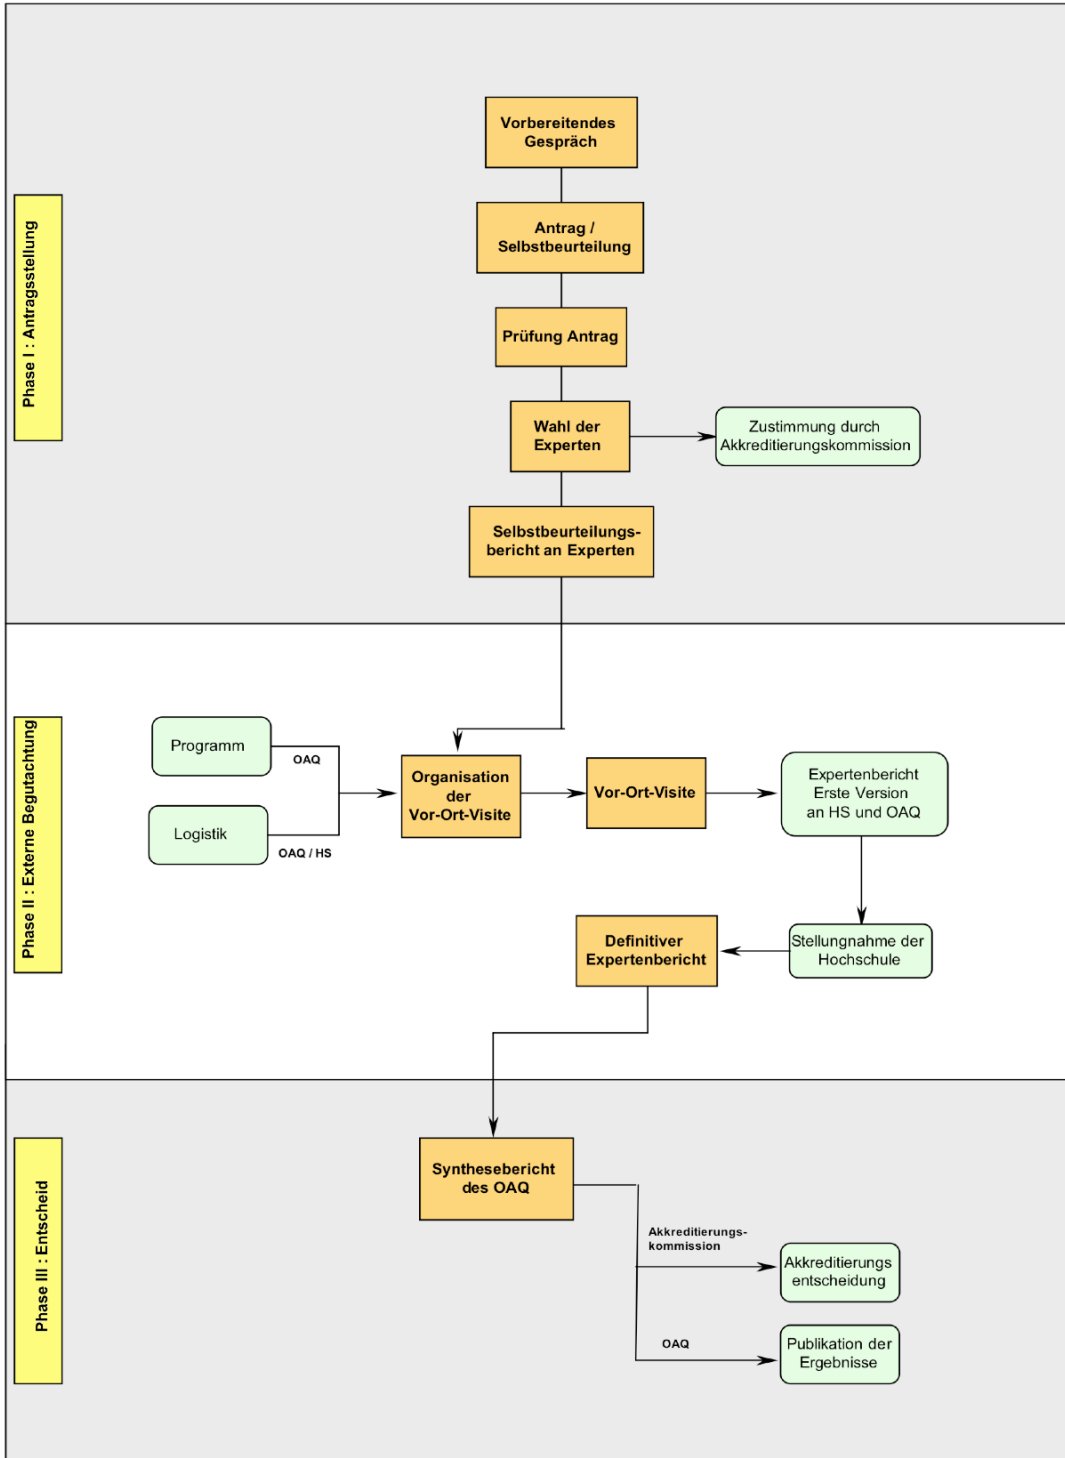 Phase I : Antragsstellung
Vorbereitendes
Gespräch
Antrag /
Selbstbeurteilung
Prüfung Antrag
Wahl der
Experten
Zustimmung durch
Akkreditierungskommission
Selbstbeurteilungs-
bericht an Experten
Phase II : Externe Begutachtung
Programm
OAQ
Logistik
OAQ / HS
Organisation
der
Vor-Ort-Visite
Vor-Ort-Visite
Expertenbericht
Erste Version
an HS und OAQ
Stellungnahme der
Hochschule
Definitiver
Expertenbericht
Phase III : Entscheid
Synthesebericht
des OAQ
Akkreditierungs-
kommission
Akkreditierungs
entscheidung
OAQ
Publikation der
Ergebnisse